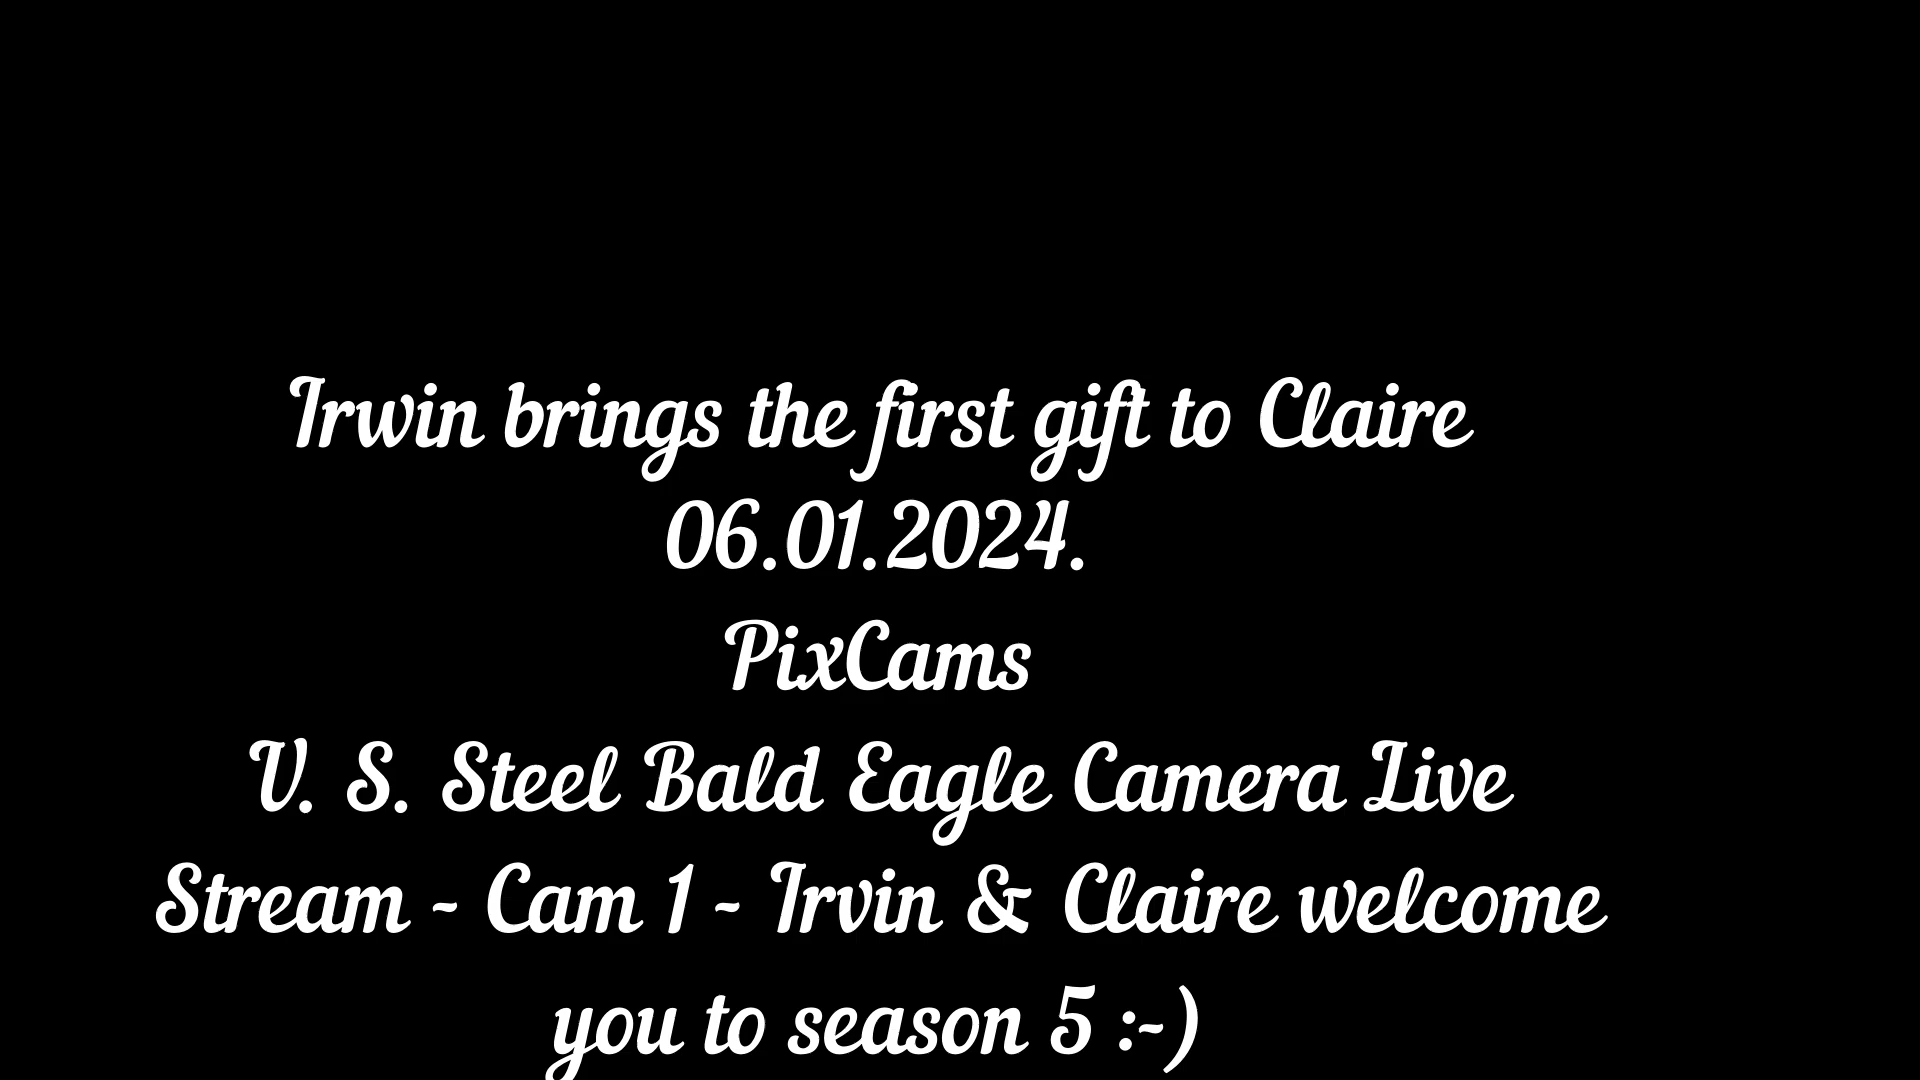 Irwin brings the first gift to Claire
06.01.2024.
PixCams
U. S. Steel Bald Eagle Camera Live
Stream - Cam 1 - Irvin & Claire welcome
you to season 5 :-)